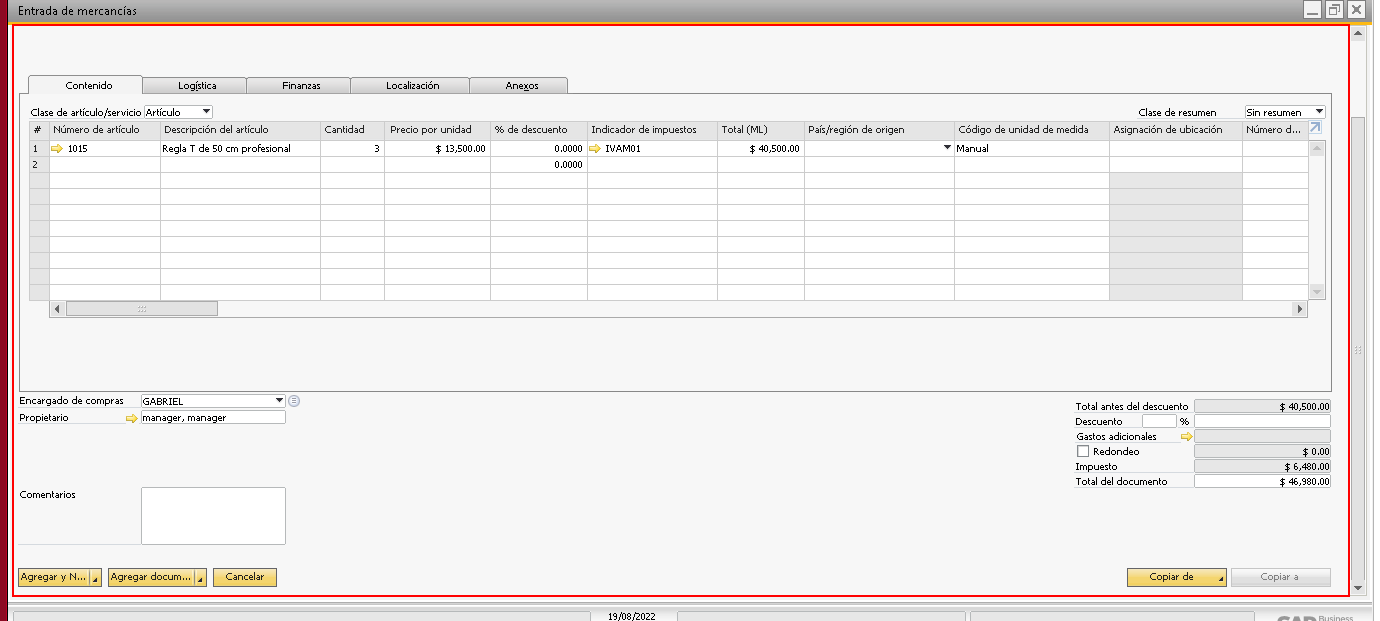 Entrada de mercancías
Contenido Logística Finanzas Localización Anexos
Clase de artículo/servicio Artículo Clase de resumen Sin resumen
# Número de artículo Descripción del artículo Cantidad Precio por unidad % de descuento Indicador de impuestos Total (ML) País/región de origen Código de unidad de medida Asignación de ubicación Número d...
1 1015 Regla T de 50 cm profesional 3 $ 13,500.00 0.0000 IVAM01 $ 40,500.00 Manual
2 0.0000
Encargado de compras GABRIEL
Propietario manager, manager
Total antes del descuento $ 40,500.00
Descuento %
Gastos adicionales
Redondeo $ 0.00
Impuesto $ 6,480.00
Total del documento $ 46,980.00
Comentarios
Agregar y N... Agregar docum... Cancelar Copiar de Copiar a
19/08/2022
SAP Business